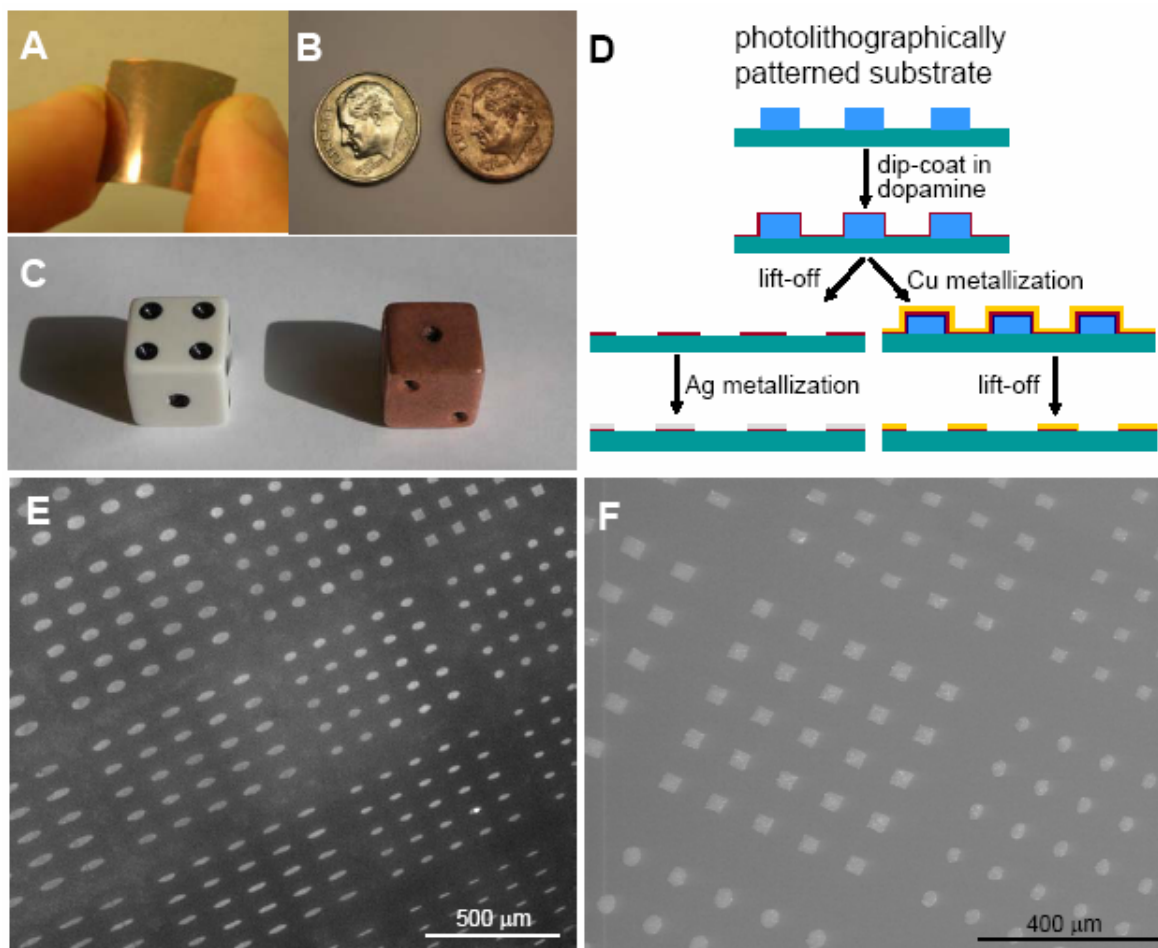 A
B
D
photolithographically
patterned substrate
dip-coat in
dopamine
lift-off
Cu metallization
Ag metallization
lift-off
C
E
500 μm
F
400 μm